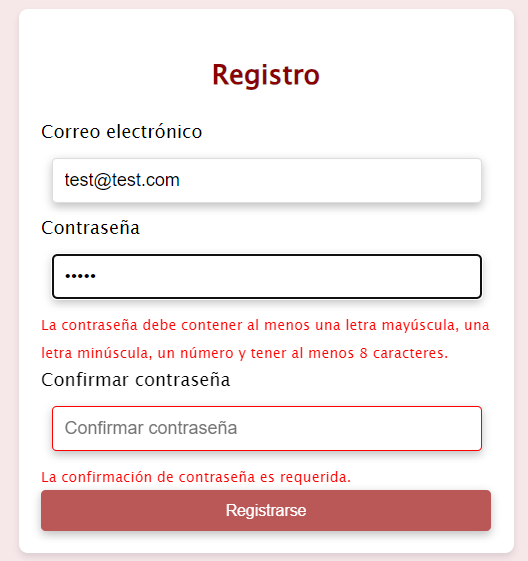 Registro
Correo electrónico
test@test.com
Contraseña
•••••
La contraseña debe contener al menos una letra mayúscula, una
letra minúscula, un número y tener al menos 8 caracteres.
Confirmar contraseña
Confirmar contraseña
La confirmación de contraseña es requerida.
Registrarse